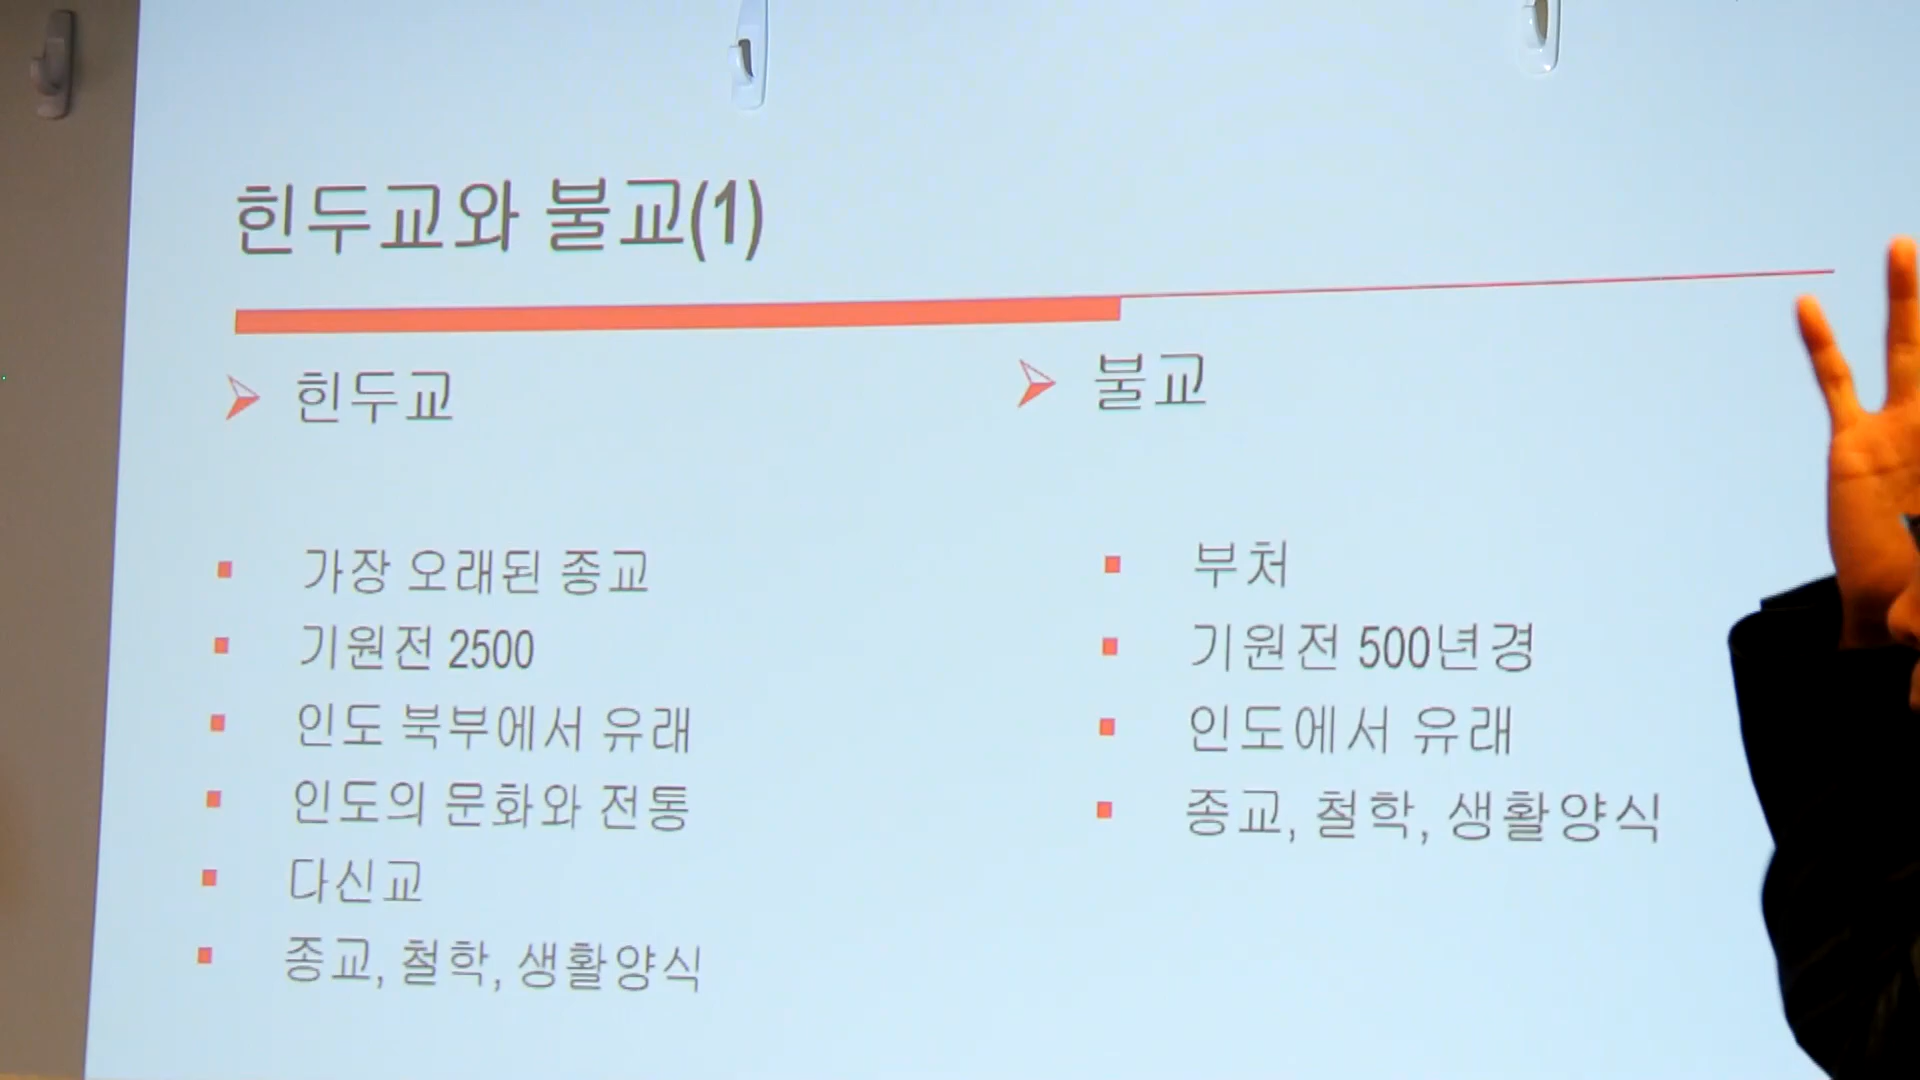 힌두교와 불교(1)
힌두교
가장 오래된 종교
기원전 2500
인도 북부에서 유래
인도의 문화와 전통
다신교
종교, 철학, 생활양식
불교
부처
기원전 500년경
인도에서 유래
종교, 철학, 생활양식